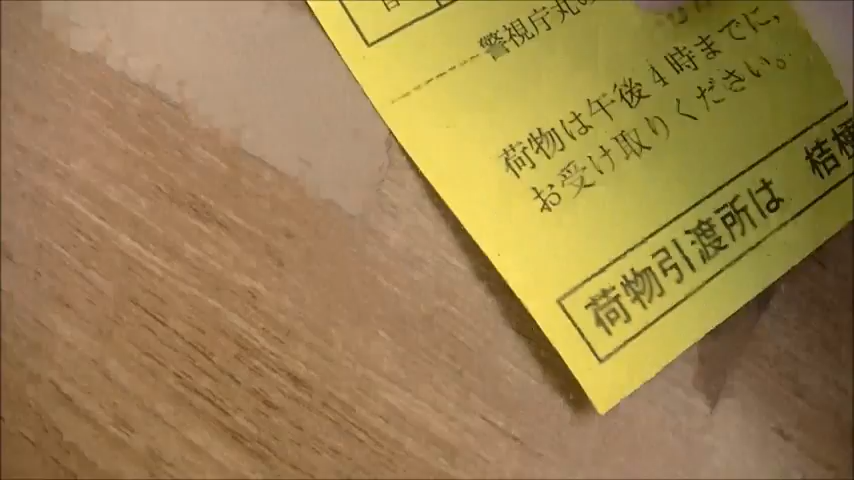 警視庁丸の
荷物は午後4時までに、
お受け取りください。
荷物引渡所は 桔梗